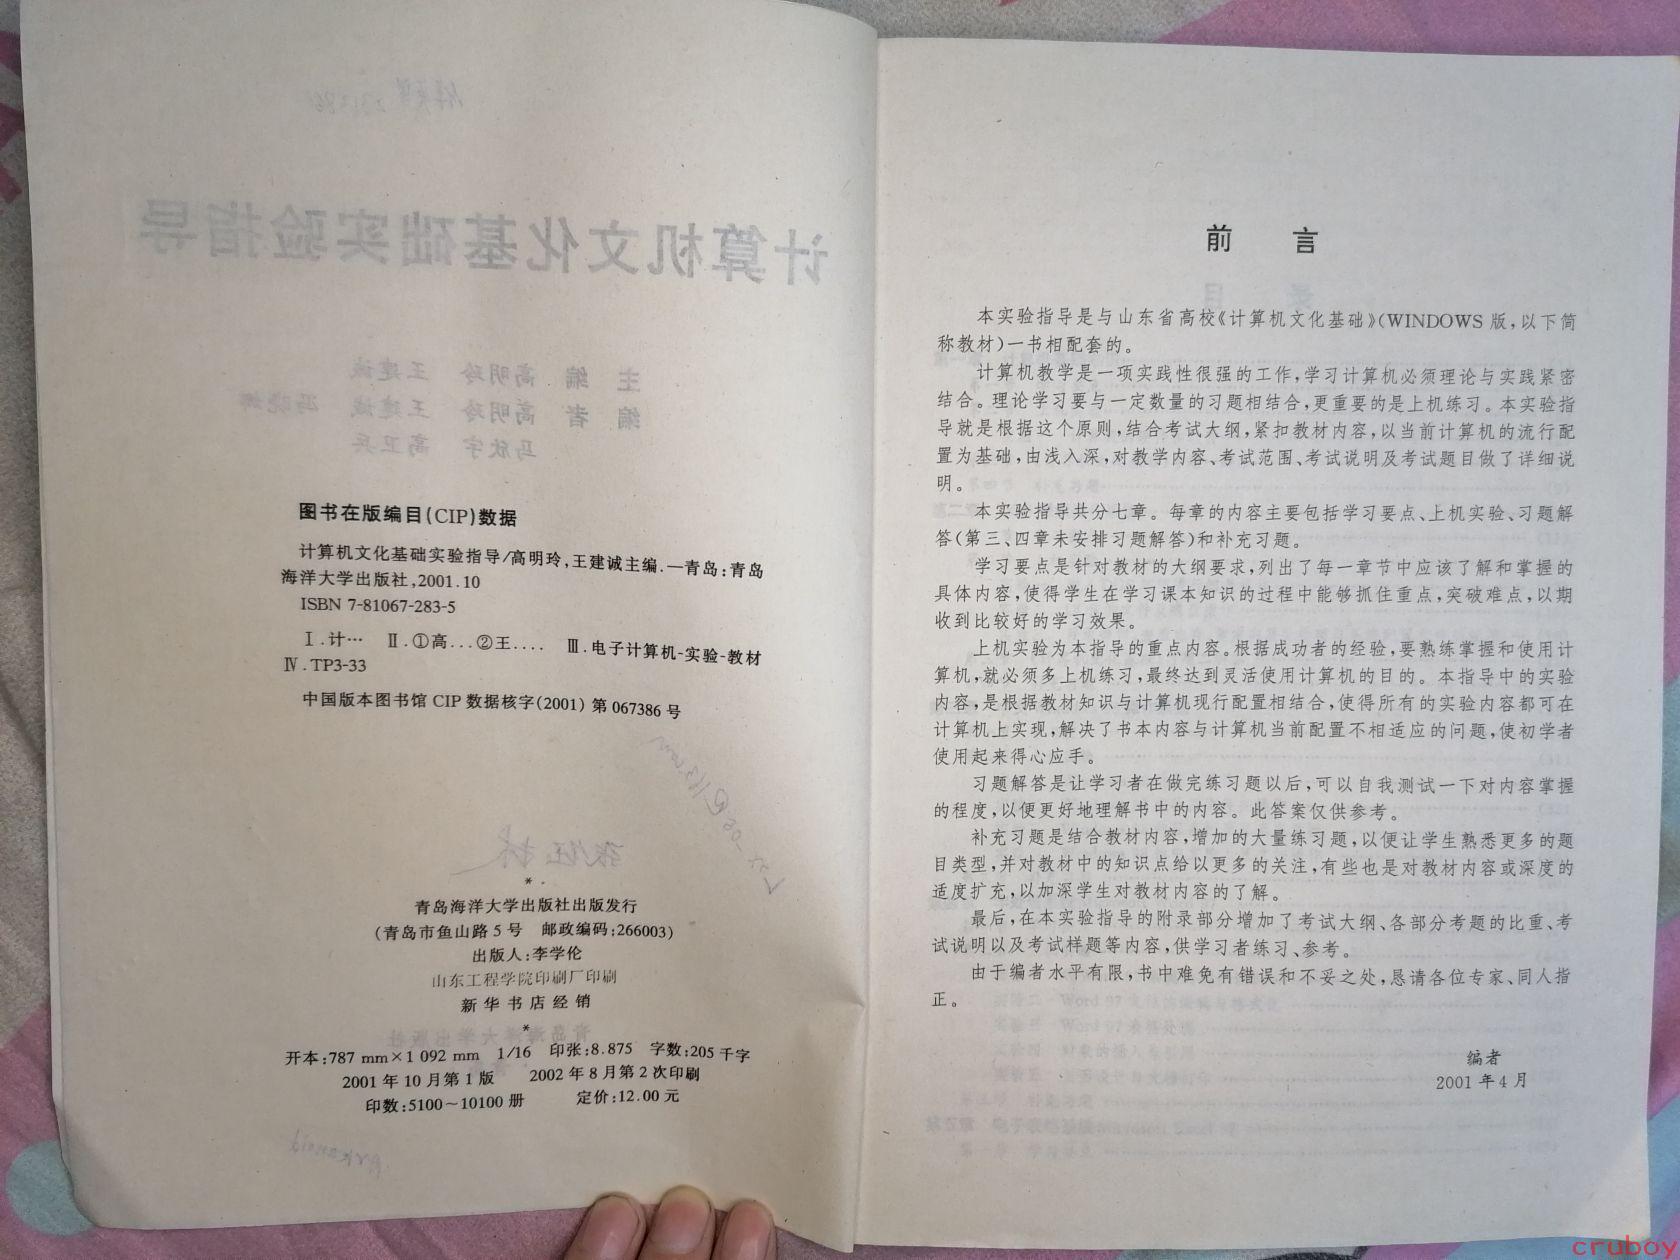 计算机文化基础实验指导
主 编 高明玲 王建诚
编 者 高明玲 王建诚 冯晓
马欣宇 高卫兵
图书在版编目(CIP)数据
计算机文化基础实验指导/高明玲,王建诚主编.—青岛:青岛
海洋大学出版社,2001.10
ISBN 7-81067-283-5
Ⅰ.计… Ⅱ.①高...②王.... Ⅲ.电子计算机-实验-教材
Ⅳ.TP3-33
中国版本图书馆 CIP 数据核字(2001) 第 067386 号
*
青岛海洋大学出版社出版发行
(青岛市鱼山路 5 号 邮政编码:266003)
出版人:李学伦
山东工程学院印刷厂印刷
新华书店经销
*
青岛海洋大学出版社
开本:787 mm×1 092 mm 1/16 印张:8.875 字数:205 千字
2001 年 10 月第 1 版 2002 年 8 月第 2 次印刷
印数:5100～10100 册 定价:12.00 元
Arkanoid
前 言
本实验指导是与山东省高校《计算机文化基础》(WINDOWS 版,以下简
称教材)一书相配套的。
计算机教学是一项实践性很强的工作,学习计算机必须理论与实践紧密
结合。理论学习要与一定数量的习题相结合,更重要的是上机练习。本实验指
导就是根据这个原则,结合考试大纲,紧扣教材内容,以当前计算机的流行配
置为基础,由浅入深,对教学内容、考试范围、考试说明及考试题目做了详细说
明。
本实验指导共分七章。每章的内容主要包括学习要点、上机实验、习题解
答(第三、四章未安排习题解答)和补充习题。
学习要点是针对教材的大纲要求,列出了每一章节中应该了解和掌握的
具体内容,使得学生在学习课本知识的过程中能够抓住重点,突破难点,以期
收到比较好的学习效果。
上机实验为本指导的重点内容。根据成功者的经验,要熟练掌握和使用计
算机,就必须多上机练习,最终达到灵活使用计算机的目的。本指导中的实验
内容,是根据教材知识与计算机现行配置相结合,使得所有的实验内容都可在
计算机上实现,解决了书本内容与计算机当前配置不相适应的问题,使初学者
使用起来得心应手。
习题解答是让学习者在做完练习题以后,可以自我测试一下对内容掌握
的程度,以便更好地理解书中的内容。此答案仅供参考。
补充习题是结合教材内容,增加的大量练习题,以便让学生熟悉更多的题
目类型,并对教材中的知识点给以更多的关注,有些也是对教材内容或深度的
适度扩充,以加深学生对教材内容的了解。
最后,在本实验指导的附录部分增加了考试大纲、各部分考题的比重、考
试说明以及考试样题等内容,供学习者练习、参考。
由于编者水平有限,书中难免有错误和不妥之处,恳请各位专家、同人指
正。
编者
2001 年 4 月
cruboy